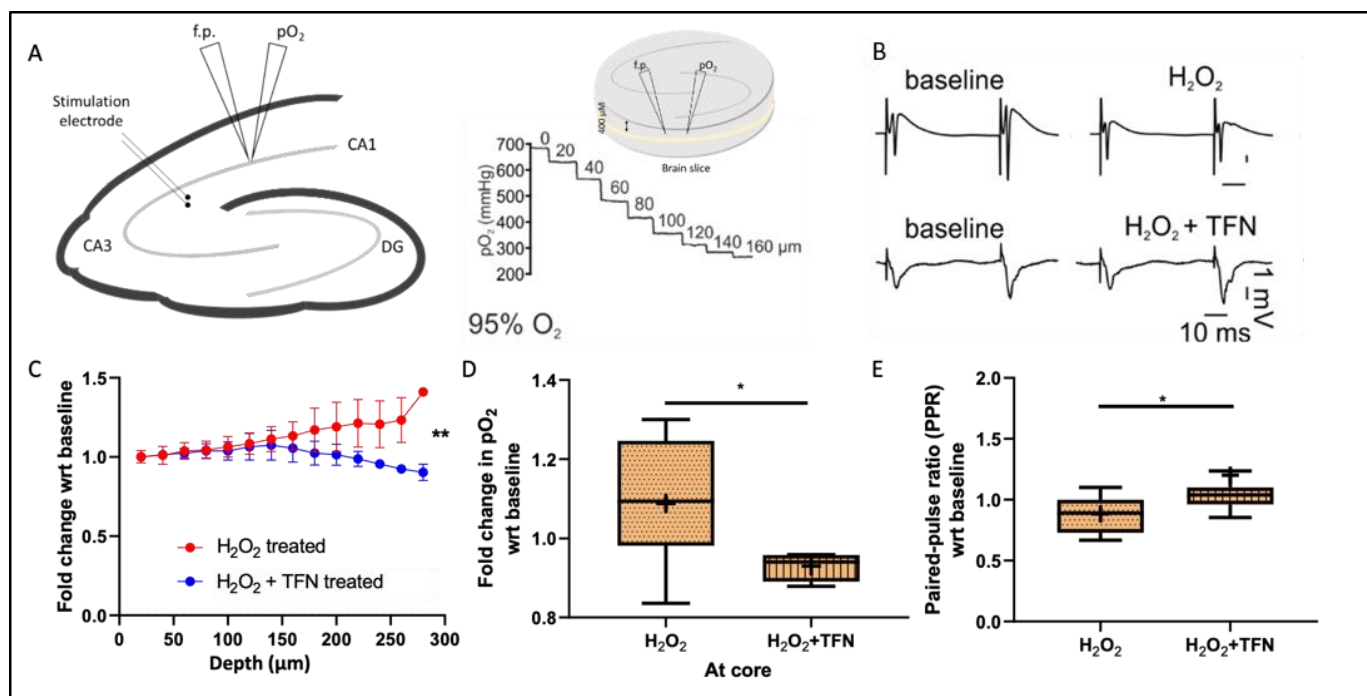 A
f.p.
pO₂
Stimulation
electrode
CA1
CA3
DG
f.p.
pO₂
400 µM
Brain slice
700
600
500
400
300
200
pO₂ (mmHg)
0
20
40
60
80
100
120
140
160 µm
95% O₂
B
baseline
H₂O₂
baseline
H₂O₂ + TFN
1 mV
10 ms
C
Fold change wrt baseline
1.5
1.0
0.5
0.0
**
H₂O₂ treated
H₂O₂ + TFN treated
0 50 100 150 200 250 300
Depth (µm)
D
Fold change in pO₂
wrt baseline
1.4
1.2
1.0
0.8
*
H₂O₂ H₂O₂+TFN
At core
E
Paired-pulse ratio (PPR)
wrt baseline
2.0
1.5
1.0
0.5
0.0
*
H₂O₂ H₂O₂+TFN